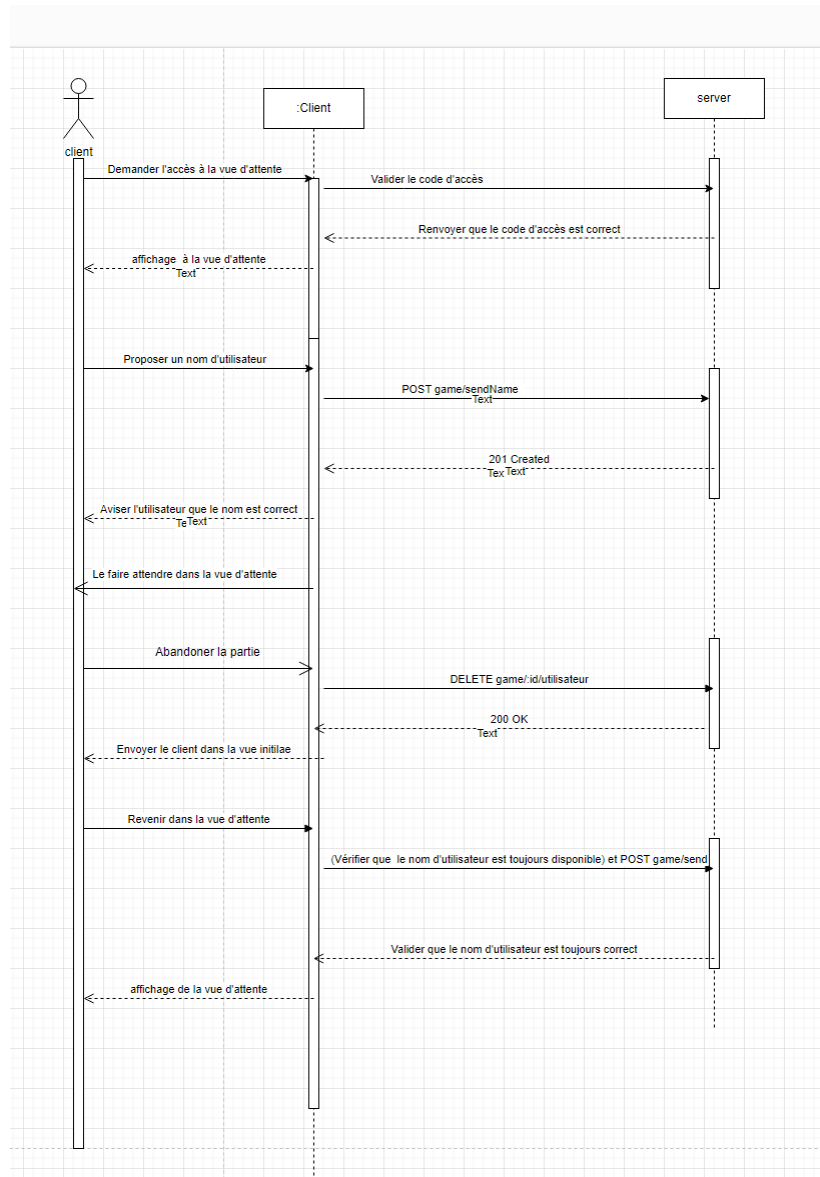 :Client
server
client
Demander l'accès à la vue d'attente
Valider le code d'accès
Renvoyer que le code d'accès est correct
affichage à la vue d'attente
Text
Proposer un nom d'utilisateur
POST game/sendName
Text
201 Created
Tex Text
Aviser l'utilisateur que le nom est correct
Te Text
Le faire attendre dans la vue d'attente
Abandoner la partie
DELETE game/:id/utilisateur
200 OK
Text
Envoyer le client dans la vue initilae
Revenir dans la vue d'attente
(Vérifier que le nom d'utilisateur est toujours disponible) et POST game/send
Valider que le nom d'utilisateur est toujours correct
affichage de la vue d'attente